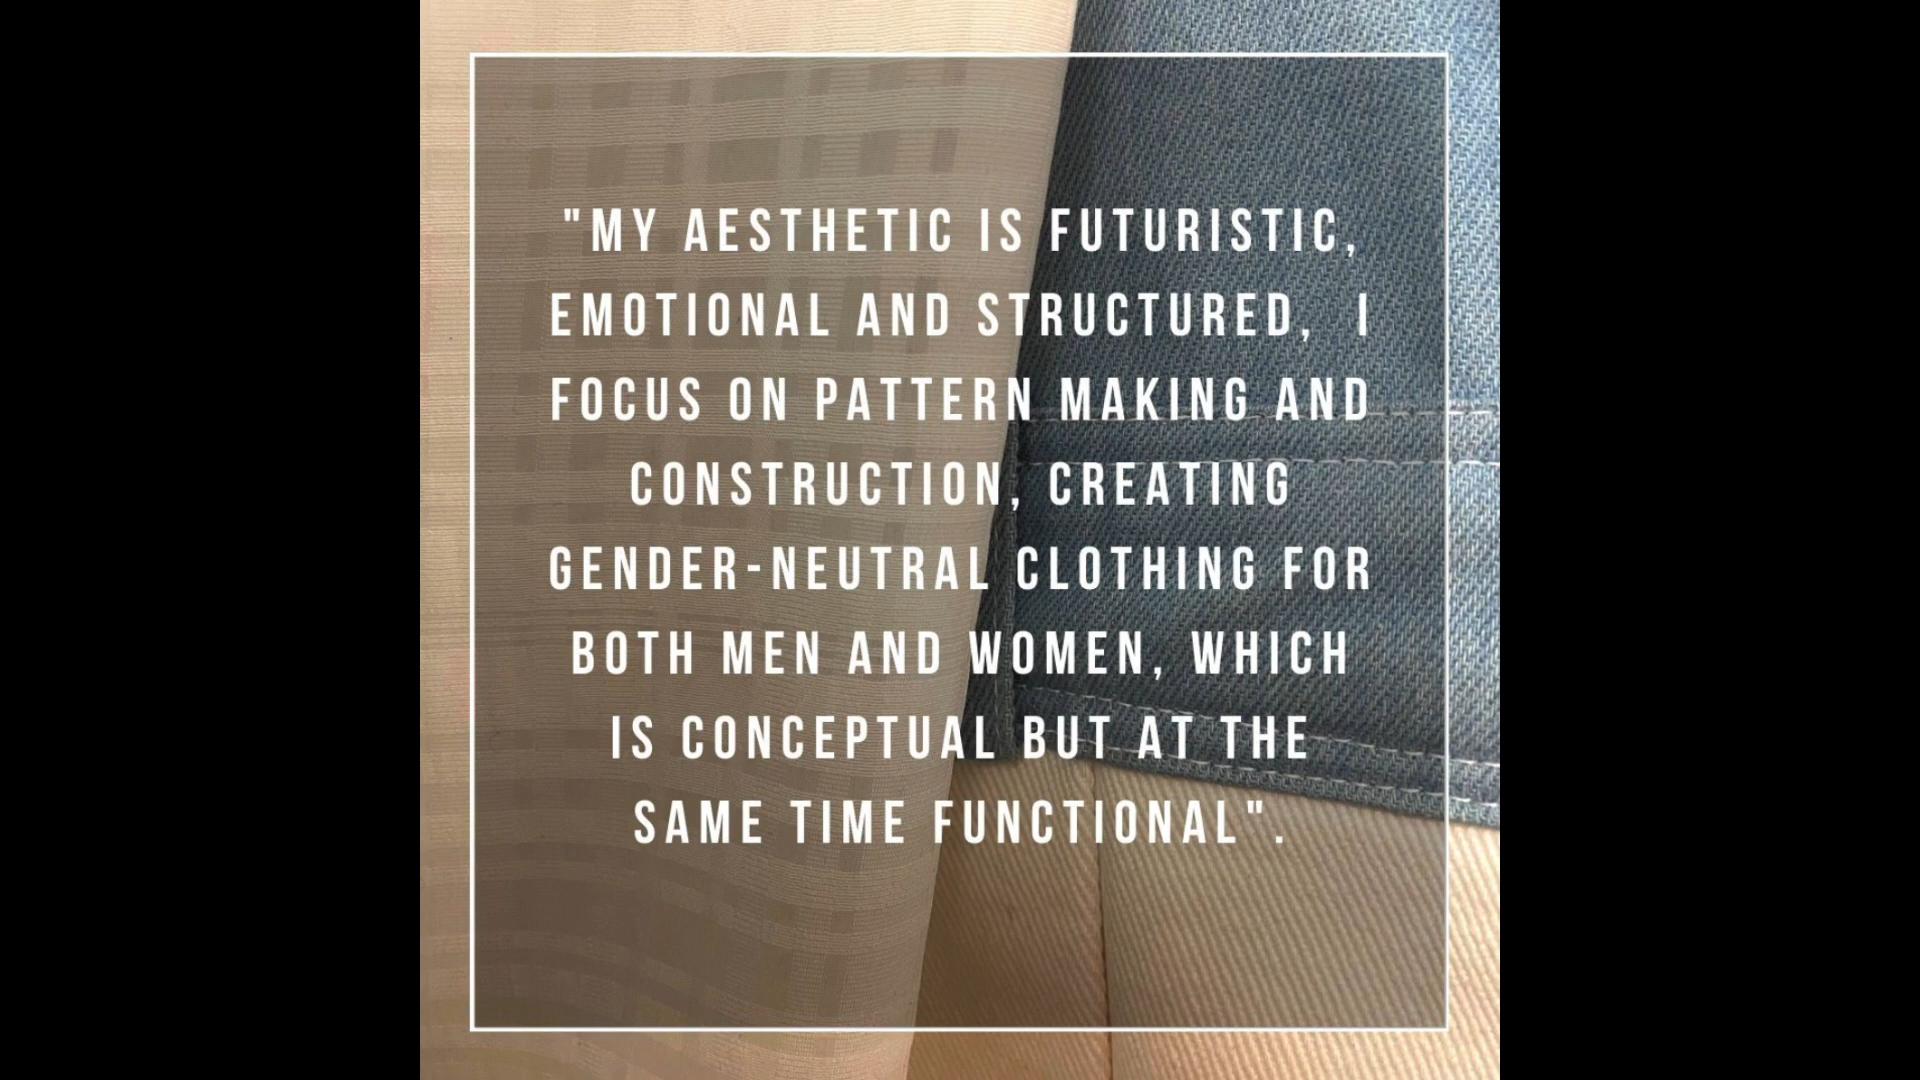 "MY AESTHETIC IS FUTURISTIC,
EMOTIONAL AND STRUCTURED, I
FOCUS ON PATTERN MAKING AND
CONSTRUCTION, CREATING
GENDER-NEUTRAL CLOTHING FOR
BOTH MEN AND WOMEN, WHICH
IS CONCEPTUAL BUT AT THE
SAME TIME FUNCTIONAL".